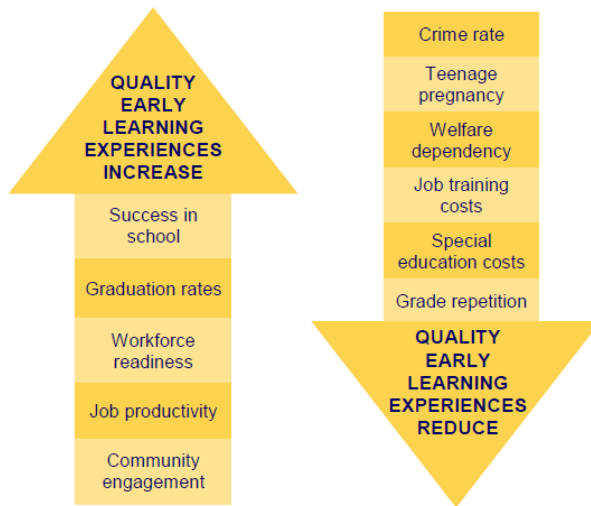 QUALITY
EARLY
LEARNING
EXPERIENCES
INCREASE
Success in
school
Graduation rates
Workforce
readiness
Job productivity
Community
engagement
Crime rate
Teenage
pregnancy
Welfare
dependency
Job training
costs
Special
education costs
Grade repetition
QUALITY
EARLY
LEARNING
EXPERIENCES
REDUCE